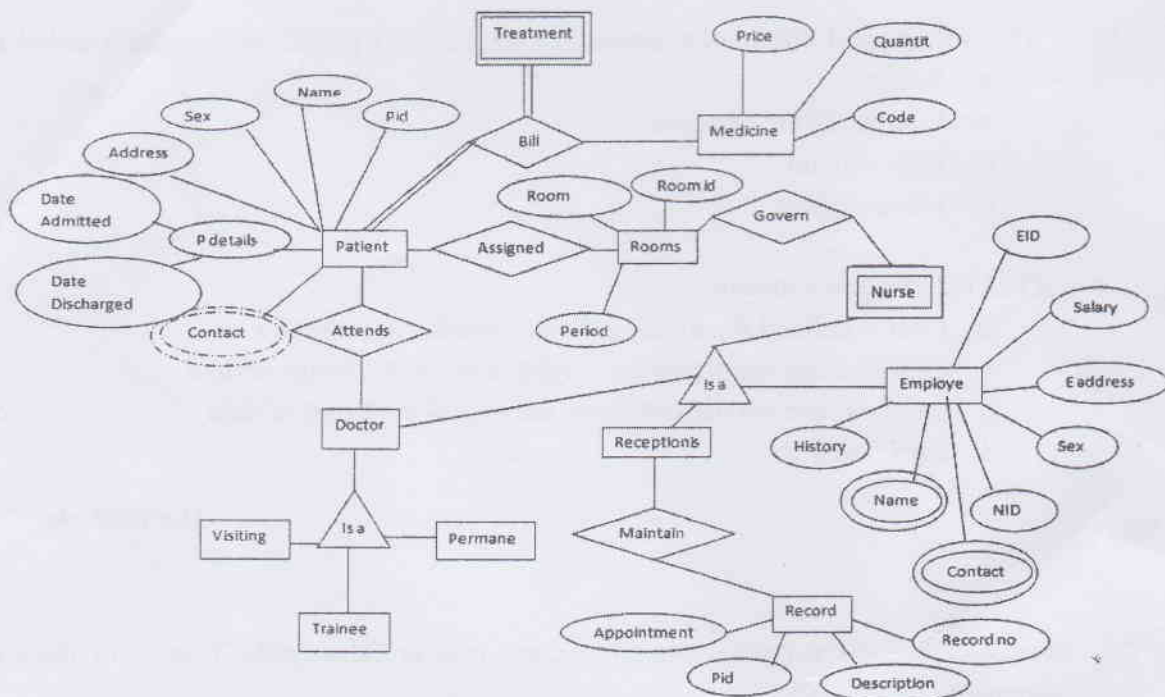 Treatment
Price
Quantit
Name
Sex
Pid
Medicine
Code
Bill
Address
Date
Admitted
Room
Room id
Govern
P details
Patient
Assigned
Rooms
EID
Date
Discharged
Nurse
Contact
Attends
Period
Salary
Is a
Employe
Eaddress
Doctor
Receptionis
History
Sex
Name
NID
Visiting
Is a
Permane
Maintain
Contact
Trainee
Record
Appointment
Record no
Pid
Description